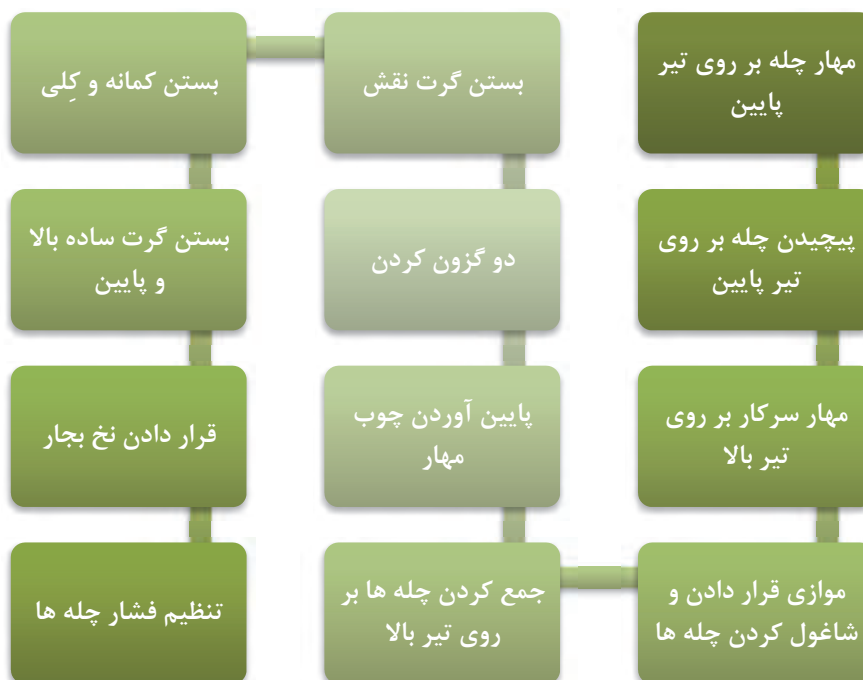 مهار چله بر روی تیر
پایین
پیچیدن چله بر روی
تیر پایین
مهار سرکار بر روی
تیر بالا
موازی قرار دادن و
شاغول کردن چله ها
جمع کردن چله ها بر
روی تیر بالا
پایین آوردن چوب
مهار
دو گزون کردن
بستن گرت نقش
بستن کمانه و کِلی
بستن گرت ساده بالا
و پایین
قرار دادن نخ بجار
تنظیم فشار چله ها